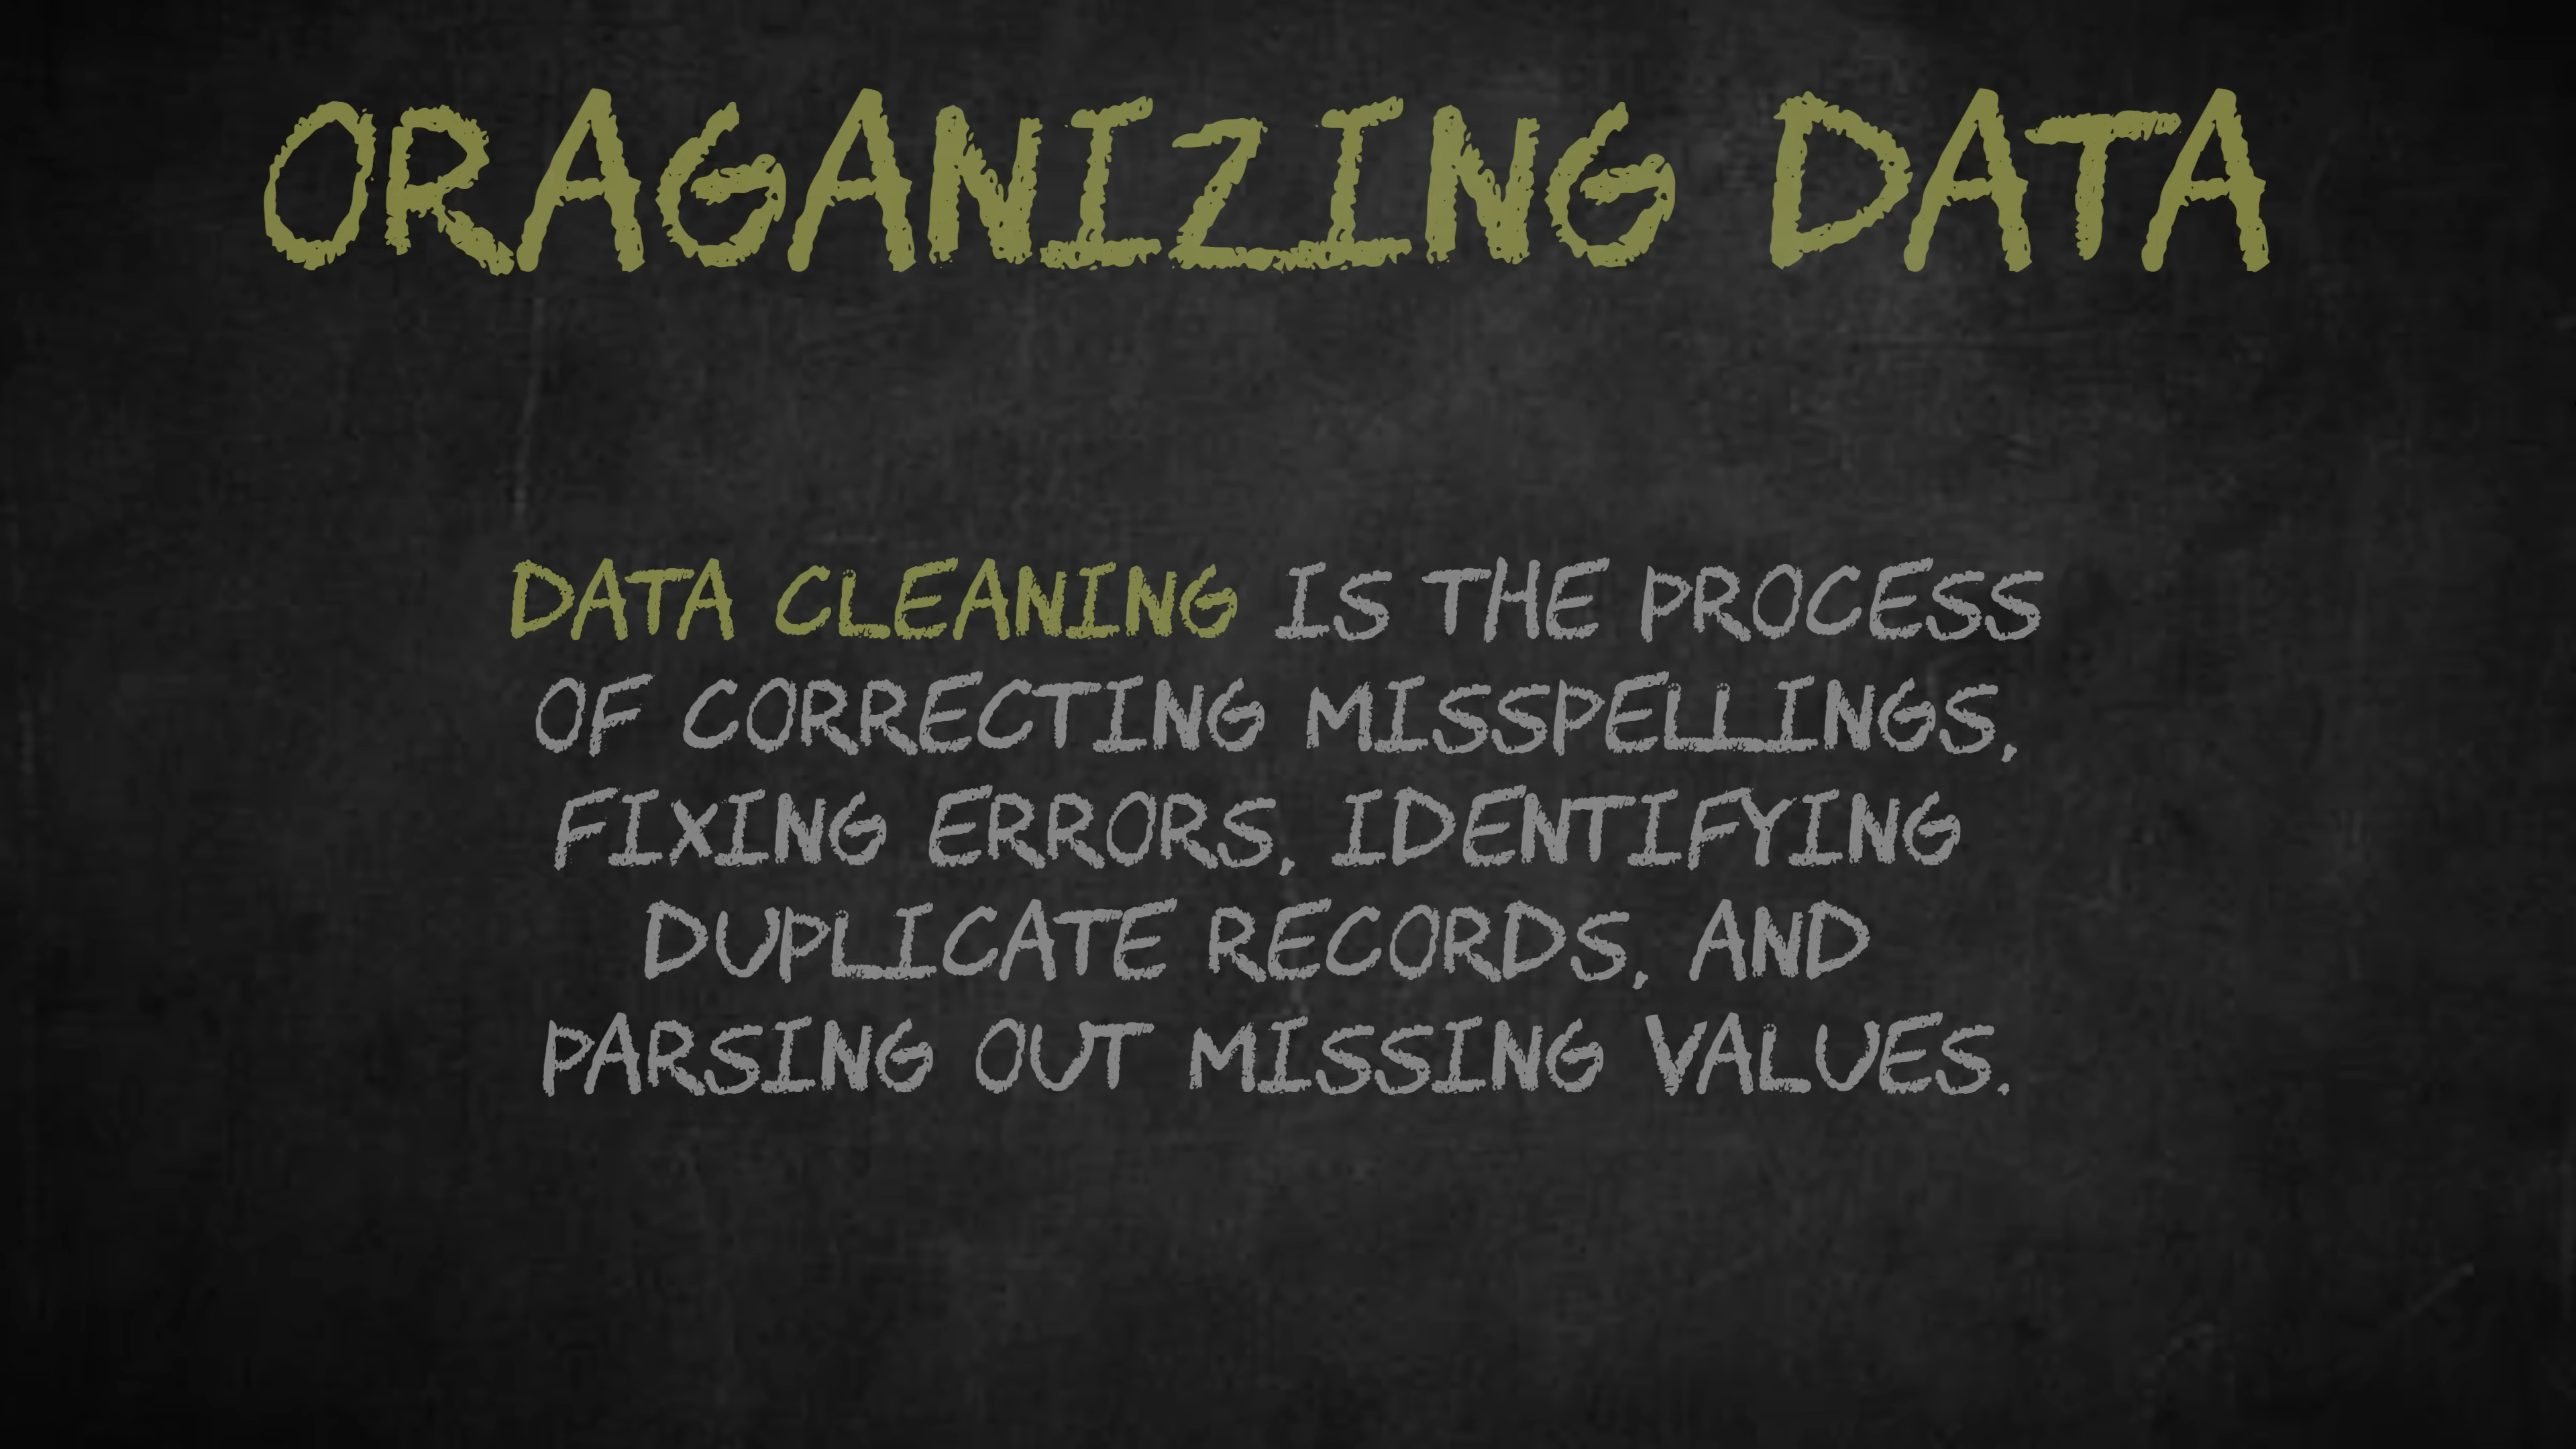 ORAGANIZING DATA
DATA CLEANING IS THE PROCESS
OF CORRECTING MISSPELLINGS,
FIXING ERRORS, IDENTIFYING
DUPLICATE RECORDS, AND
PARSING OUT MISSING VALUES.